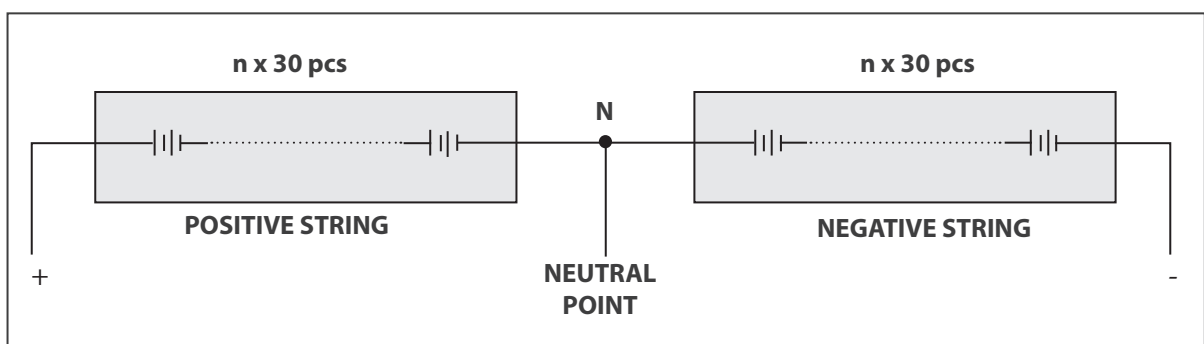 n x 30 pcs
n x 30 pcs
N
POSITIVE STRING
NEGATIVE STRING
+
NEUTRAL
POINT
-